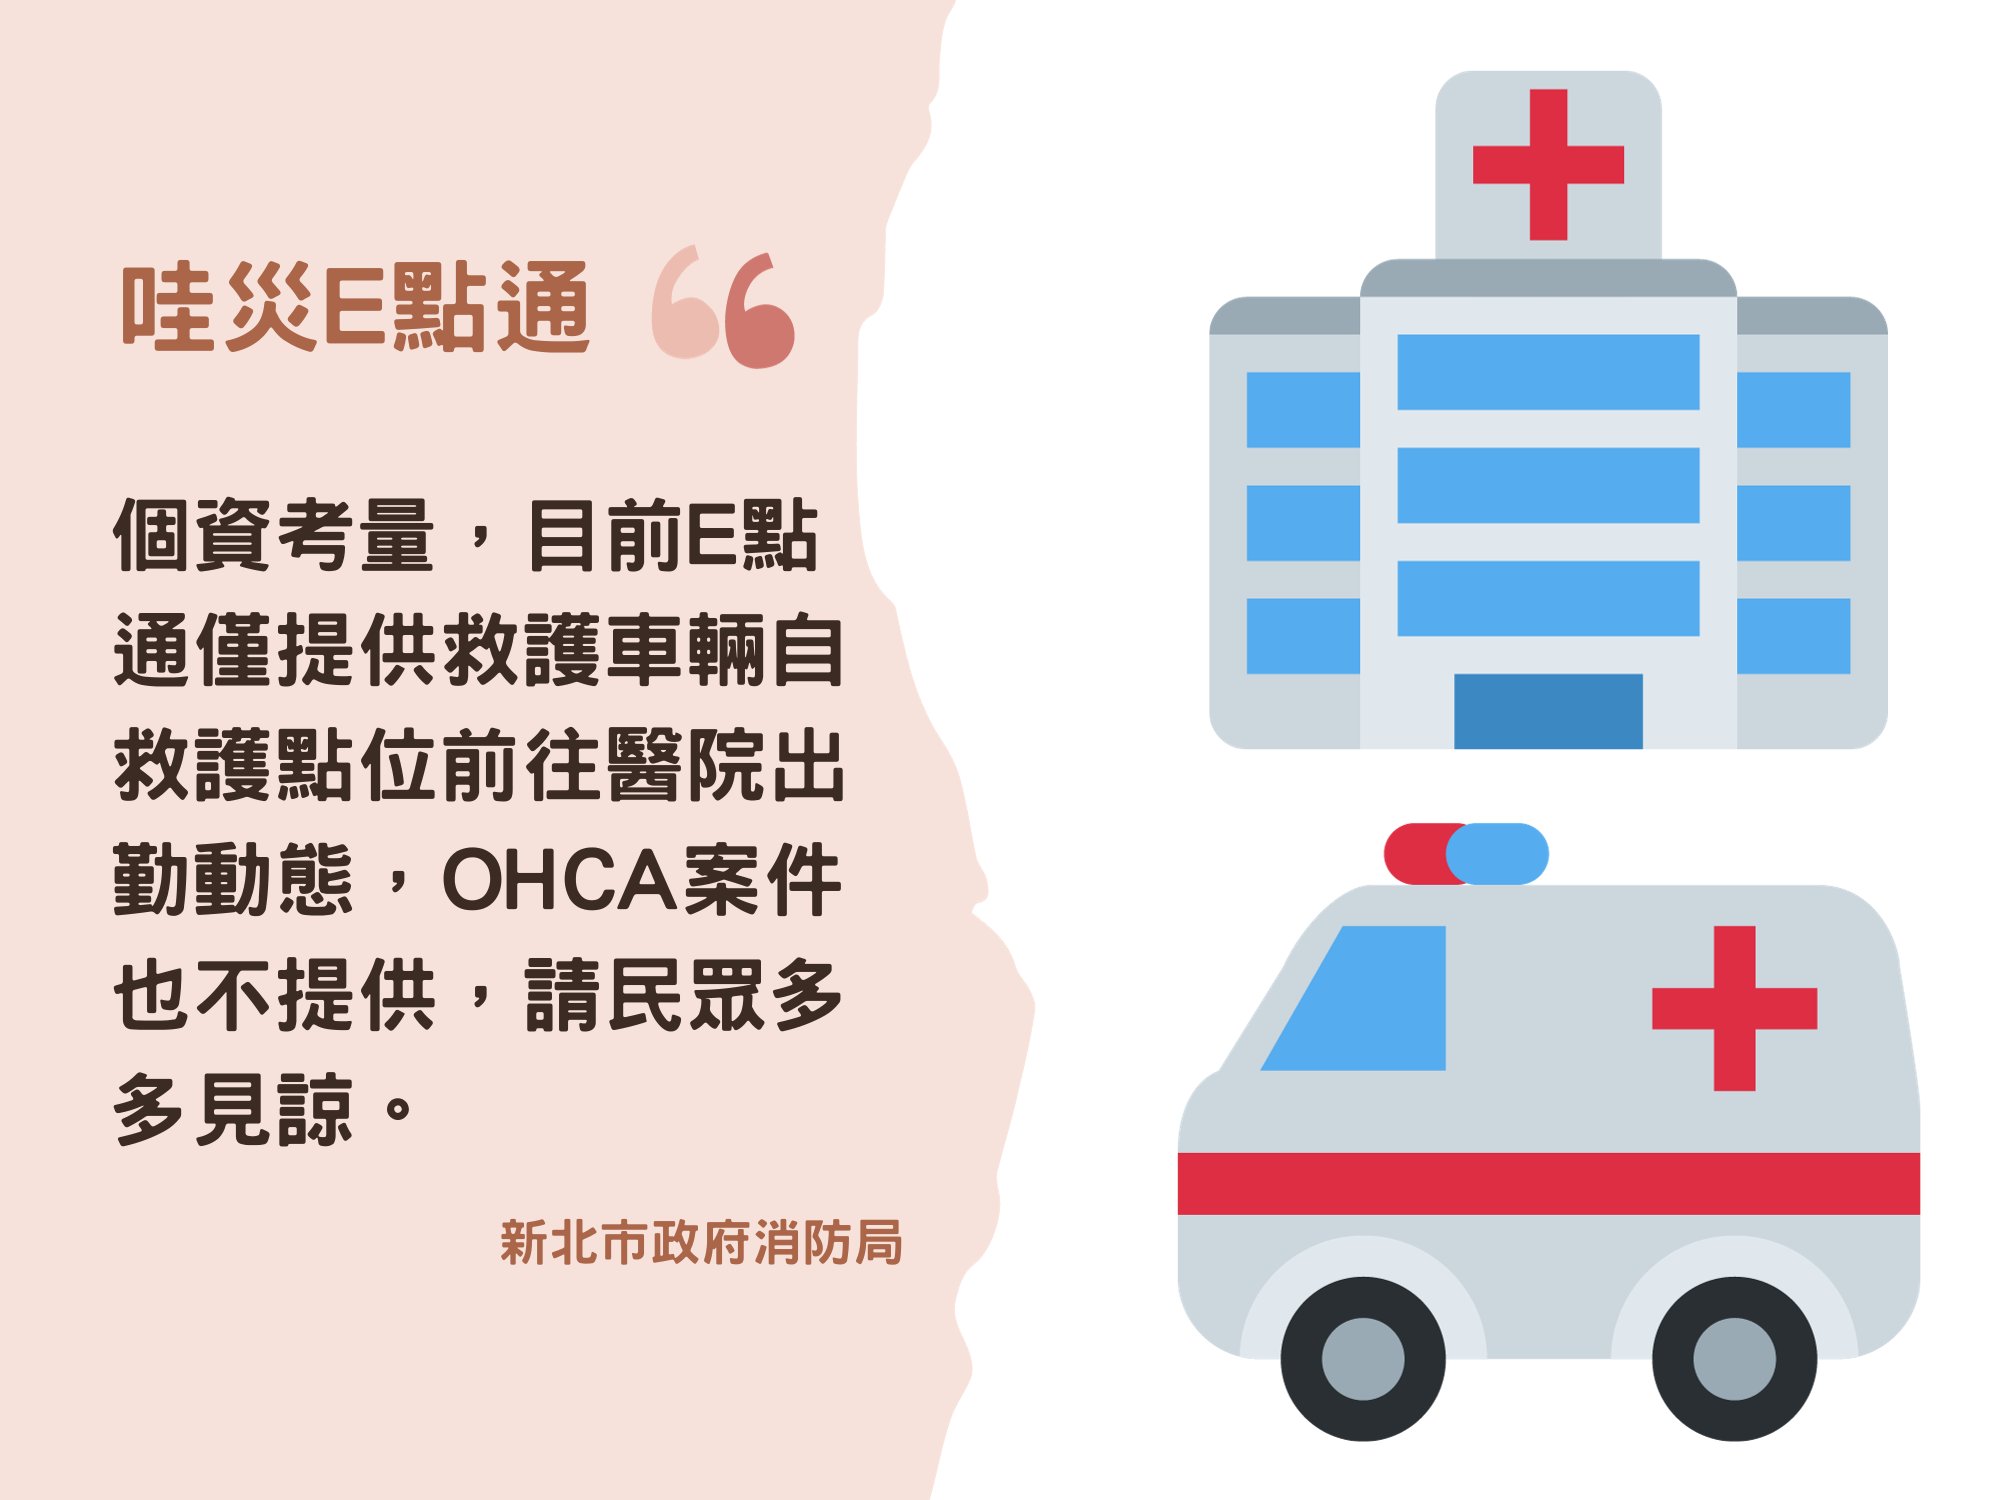 哇災E點通
個資考量，目前E點
通僅提供救護車輛自
救護點位前往醫院出
勤動態，OHCA案件
也不提供，請民眾多
多見諒。
新北市政府消防局